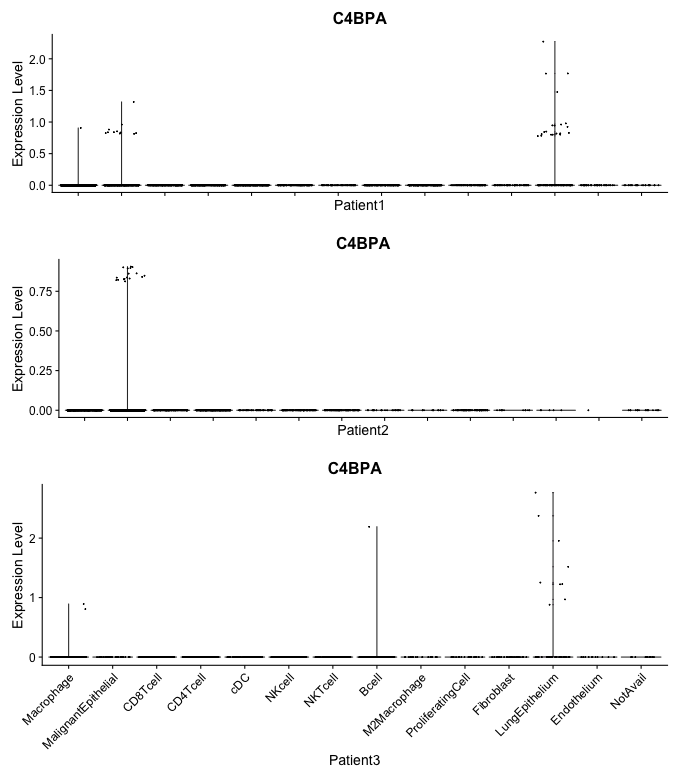 C4BPA
Expression Level
2.0
1.5
1.0
0.5
0.0
Patient1
C4BPA
Expression Level
0.75
0.50
0.25
0.00
Patient2
C4BPA
Expression Level
2
1
0
Macrophage
MalignantEpithelial
CD8Tcell
CD4Tcell
cDC
NKcell
NKTcell
Bcell
M2Macrophage
ProliferatingCell
Fibroblast
LungEpithelium
Endothelium
NotAvail
Patient3